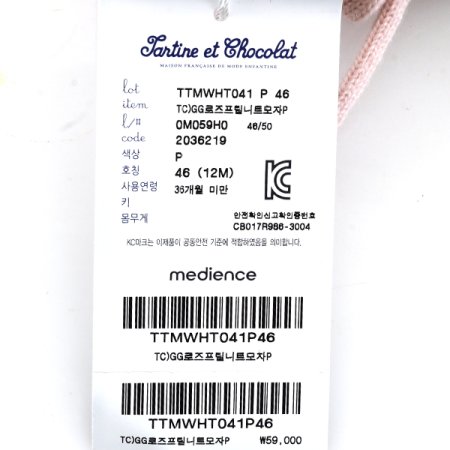 Tartine et Chocolat
MAISON FRANÇAISE DE MODE ENFANTINE
lot TTMWHT041 P 46
item TC)GG로즈프릴니트모자P
l/# 0M059H0 46/50
code 2036219
색상 P
호칭 46 (12M)
사용연령 36개월 미만
키
몸무게
안전확인신고확인증번호
CB017R986-3004
KC마크는 이제품이 공동안전 기준에 적합하였음을 의미합니다.
medience
TTMWHT041P46
TC)GG로즈프릴니트모자P
TTMWHT041P46
TC)GG로즈프릴니트모자P ₩59,000